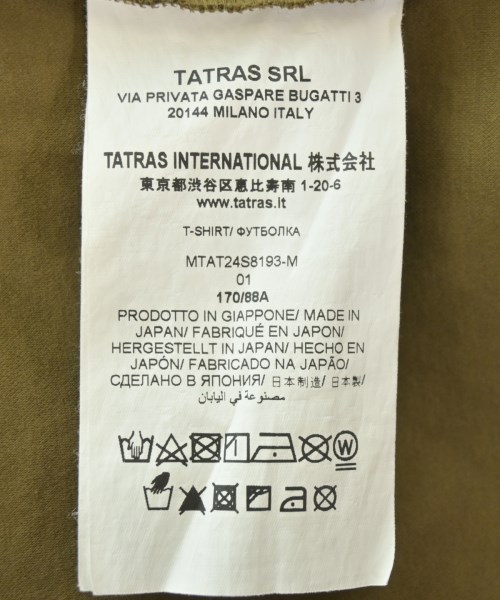 TATRAS SRL
VIA PRIVATA GASPARE BUGATTI 3
20144 MILANO ITALY
TATRAS INTERNATIONAL 株式会社
東京都渋谷区恵比寿南 1-20-6
www.tatras.it
T-SHIRT/ ФУТБОЛКА
MTAT24S8193-M
01
170/88A
PRODOTTO IN GIAPPONE/ MADE IN
JAPAN/ FABRIQUÉ EN JAPON/
HERGESTELLT IN JAPAN/ HECHO EN
JAPÓN/ FABRICADO NA JAPÃO/
СДЕЛАНО В ЯПОНИЯ/ 日本制造/ 日本製/
مصنوعة في اليابان
W